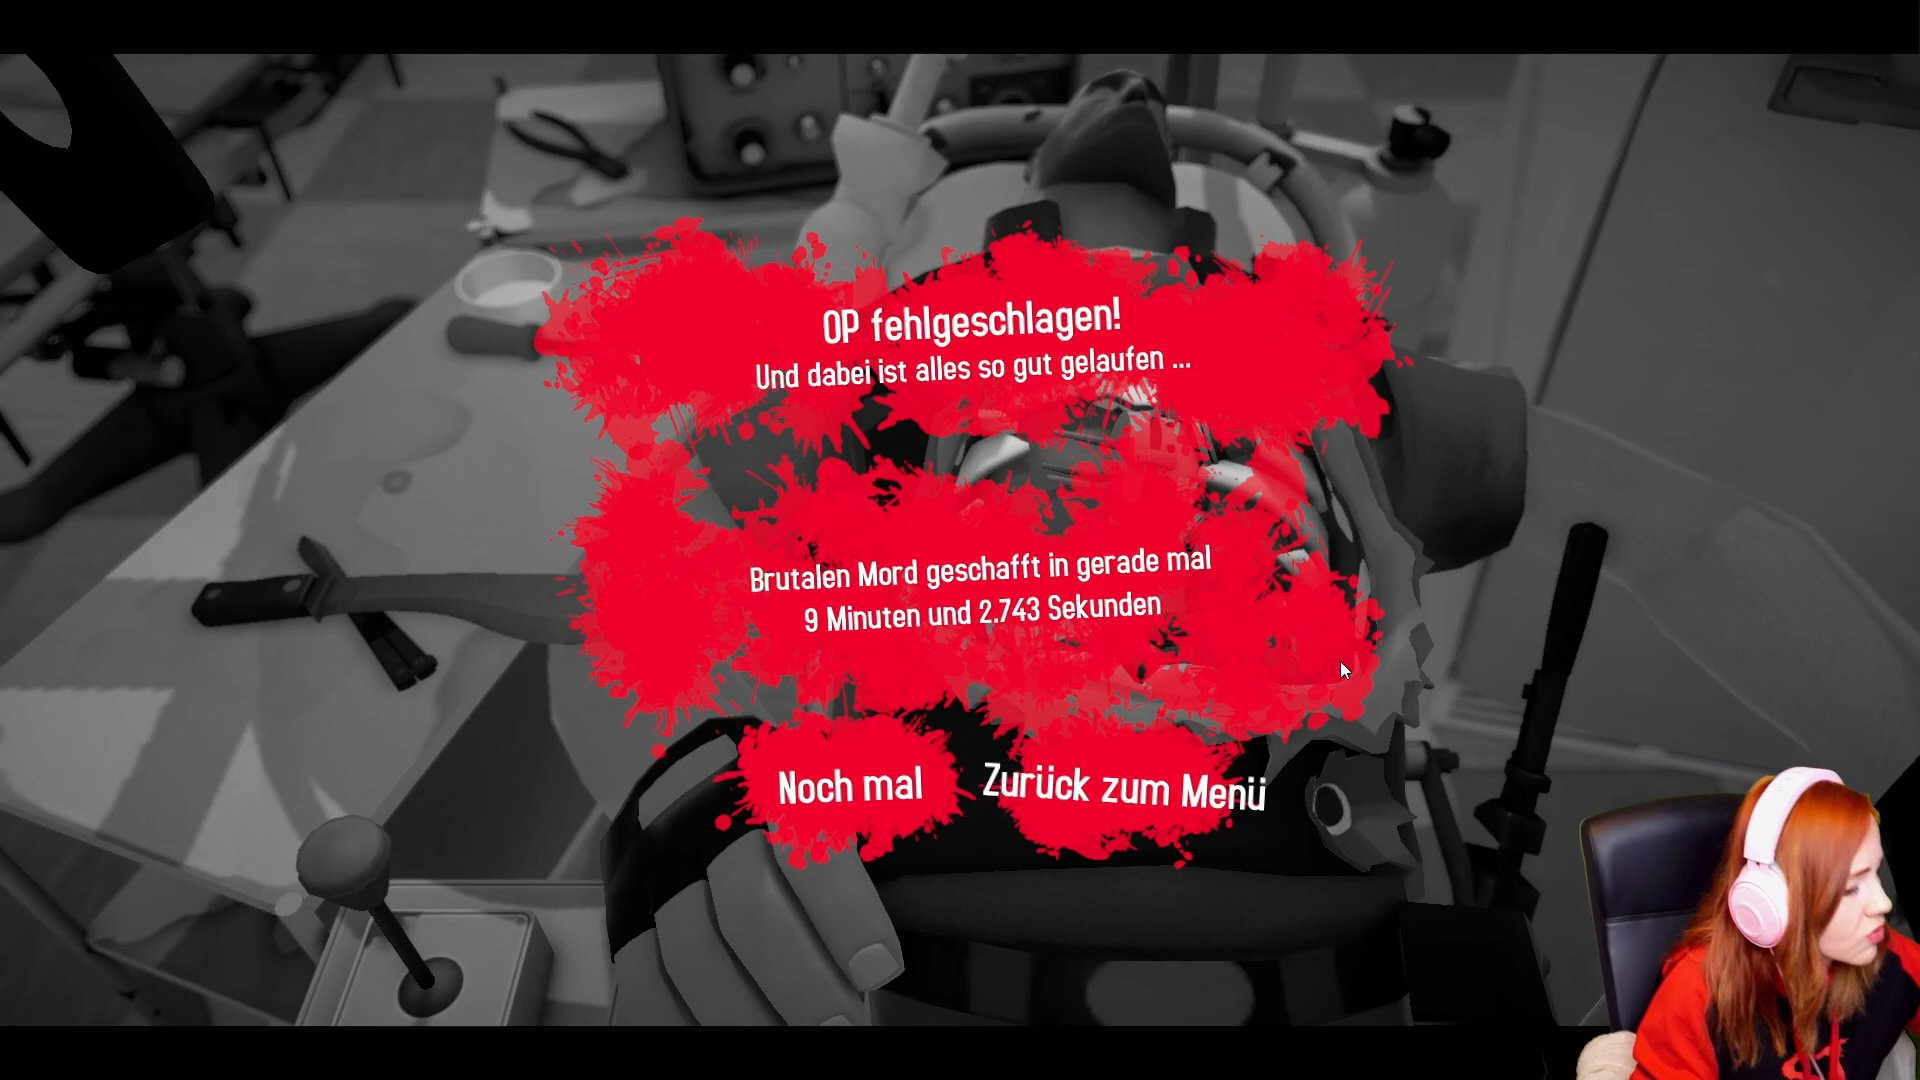 OP fehlgeschlagen!
Und dabei ist alles so gut gelaufen ...
Brutalen Mord geschafft in gerade mal
9 Minuten und 2.743 Sekunden
Noch mal
Zurück zum Menü